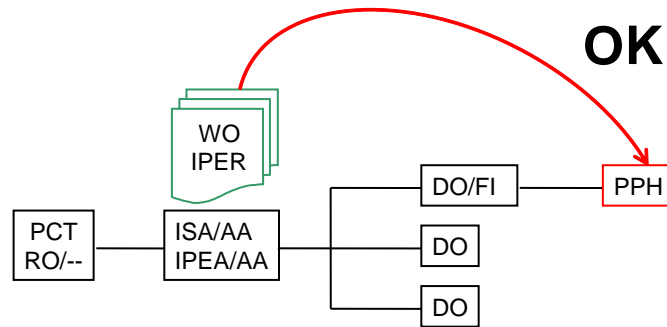 OK
WO
IPER
DO/FI
PPH
PCT
RO/--
ISA/AA
IPEA/AA
DO
DO